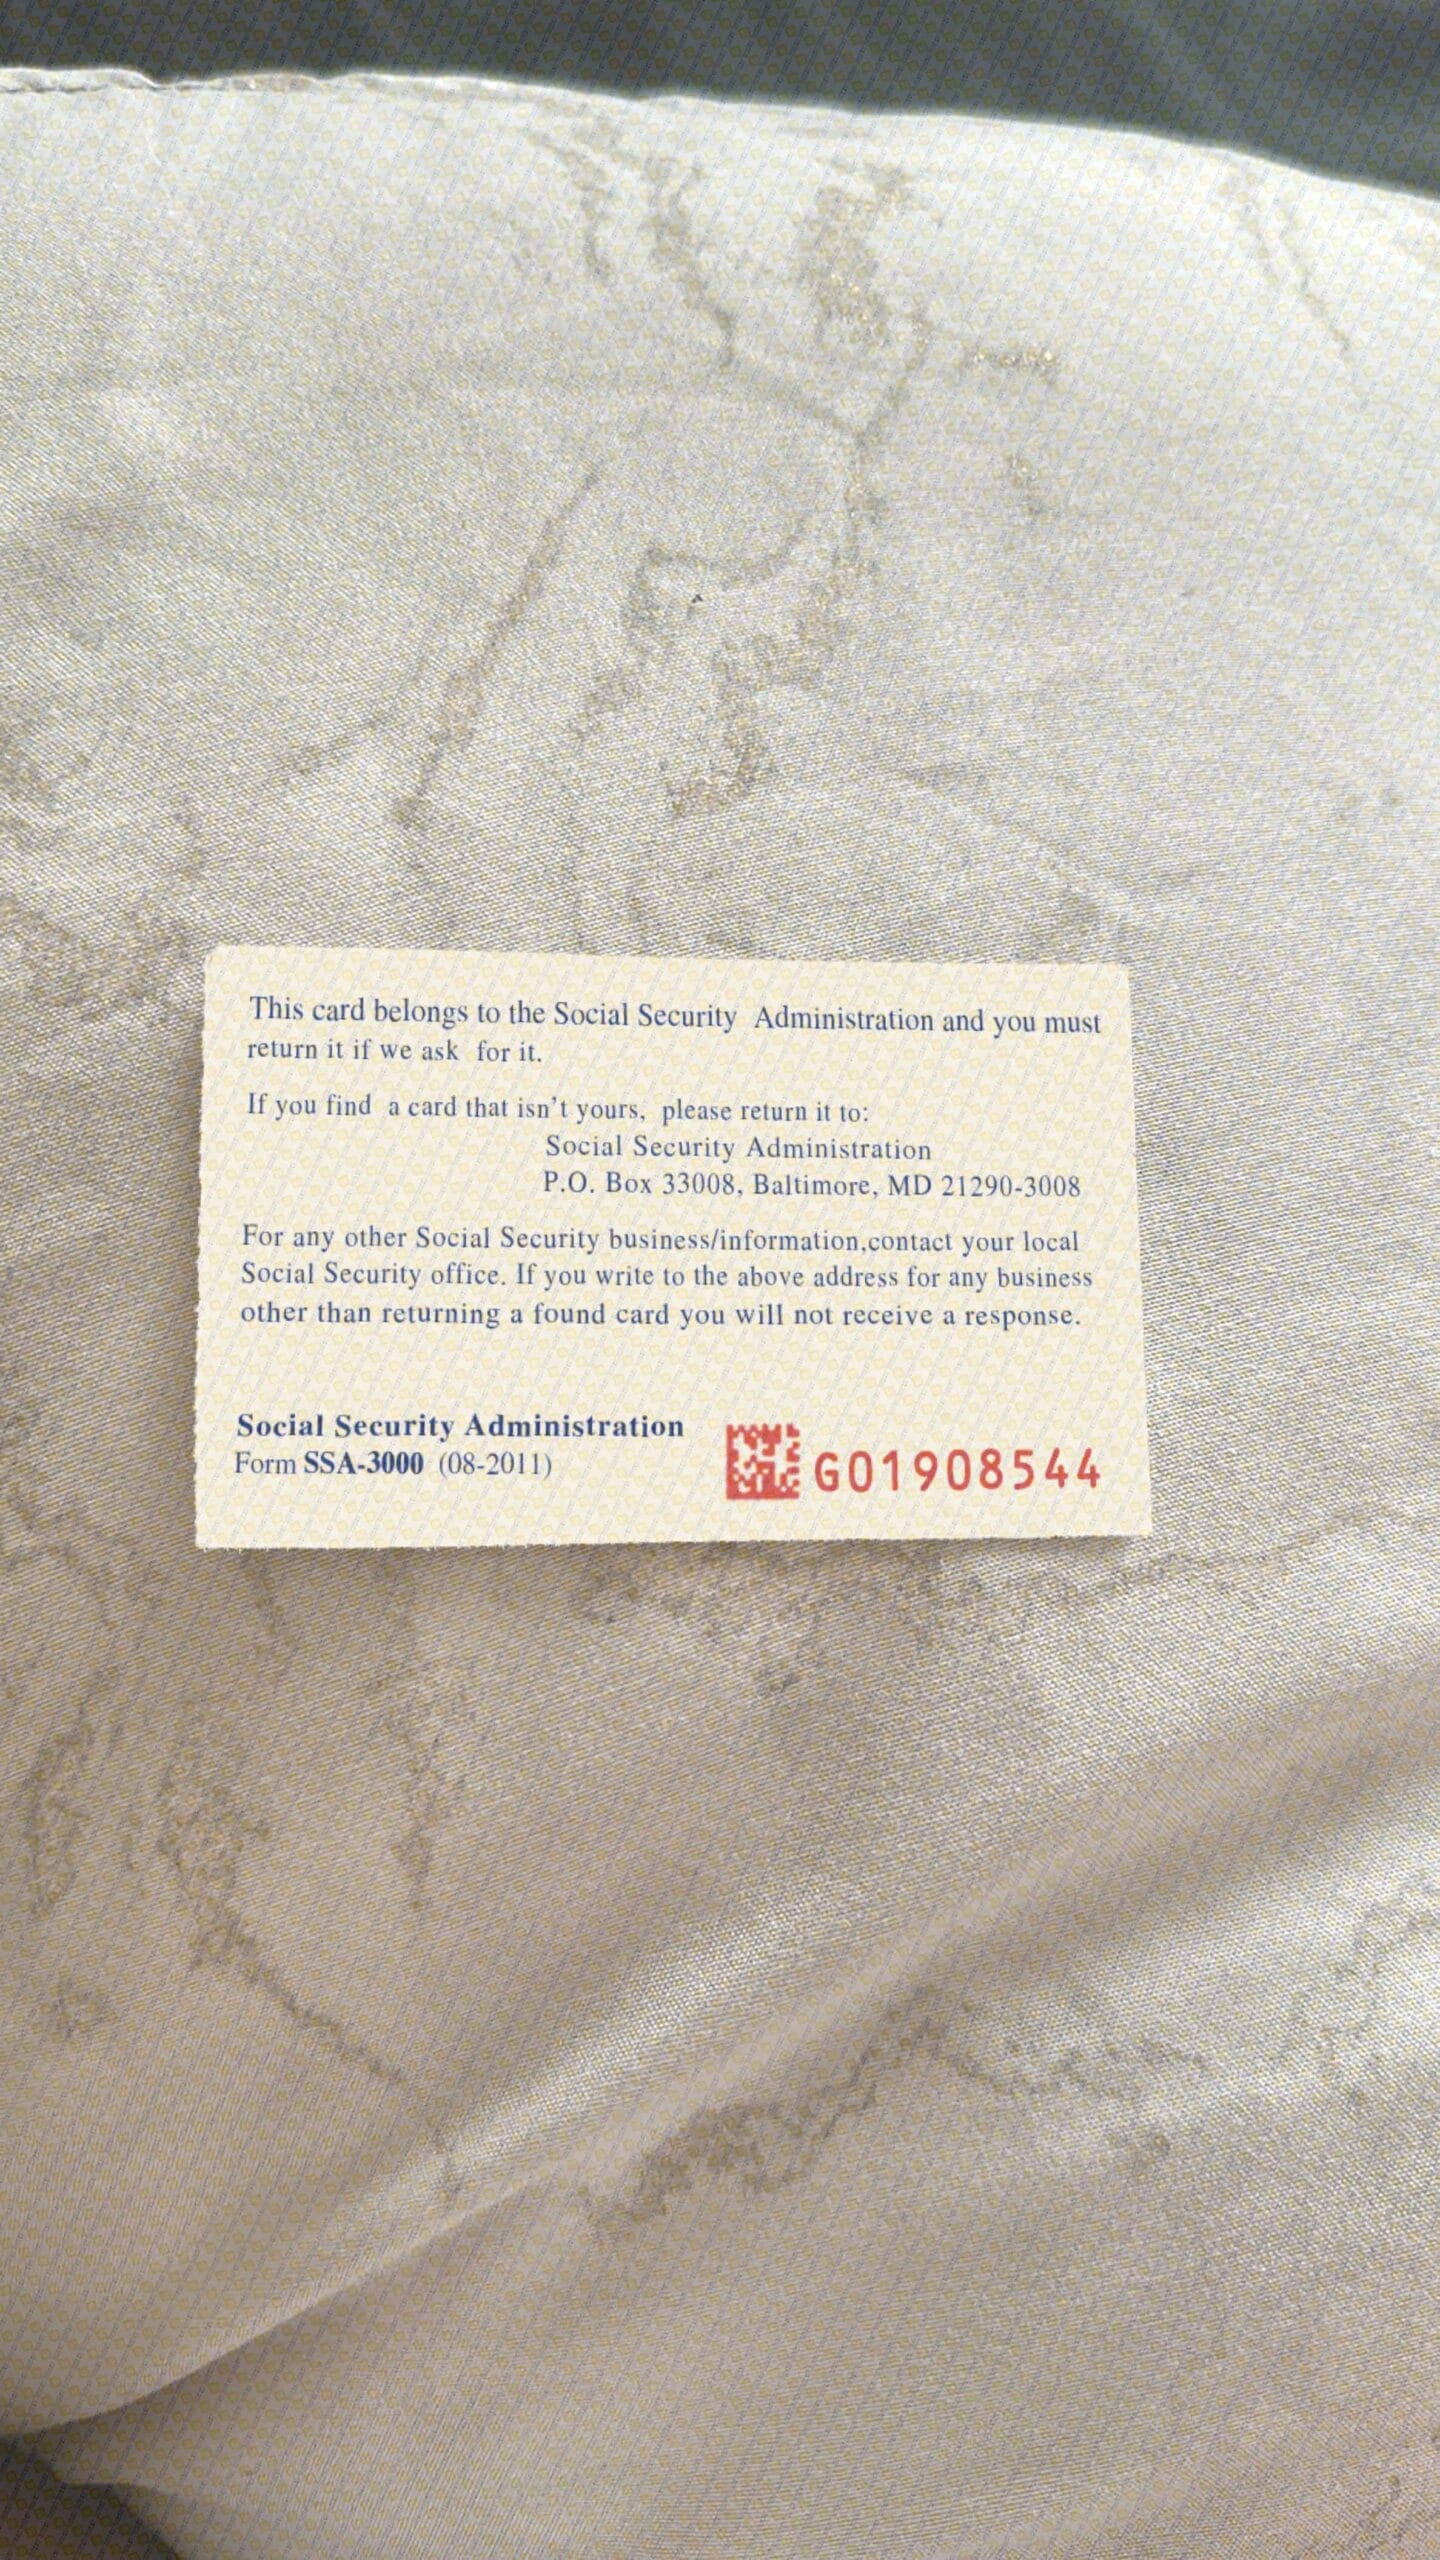 This card belongs to the Social Security Administration and you must
return it if we ask for it.
If you find a card that isn't yours, please return it to:
Social Security Administration
P.O. Box 33008, Baltimore, MD 21290-3008
For any other Social Security business/information,contact your local
Social Security office. If you write to the above address for any business
other than returning a found card you will not receive a response.
Social Security Administration
Form SSA-3000 (08-2011)
G01908544